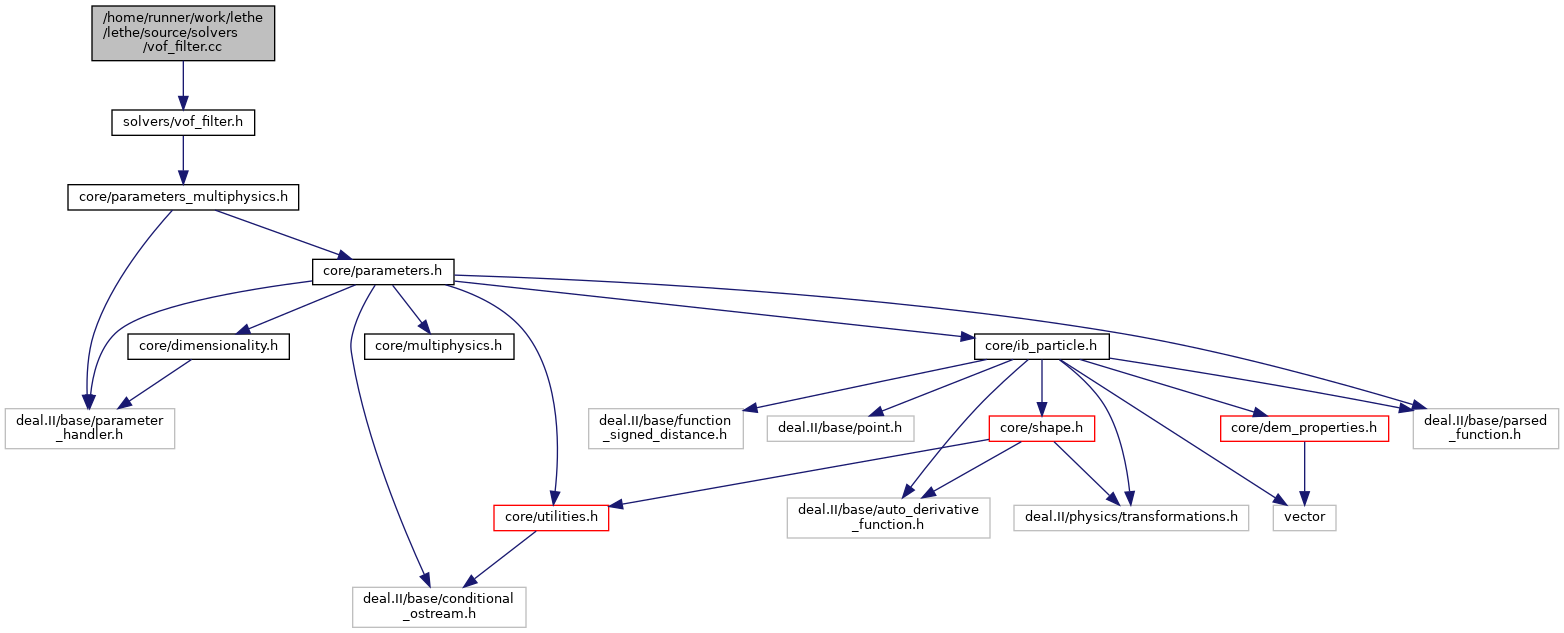 /home/runner/work/lethe
/lethe/source/solvers
/vof_filter.cc
solvers/vof_filter.h
core/parameters_multiphysics.h
core/parameters.h
core/dimensionality.h
core/multiphysics.h
core/ib_particle.h
deal.II/base/parameter
_handler.h
deal.II/base/function
_signed_distance.h
deal.II/base/point.h
core/shape.h
core/dem_properties.h
deal.II/base/parsed
_function.h
core/utilities.h
deal.II/base/auto_derivative
_function.h
deal.II/physics/transformations.h
vector
deal.II/base/conditional
_ostream.h